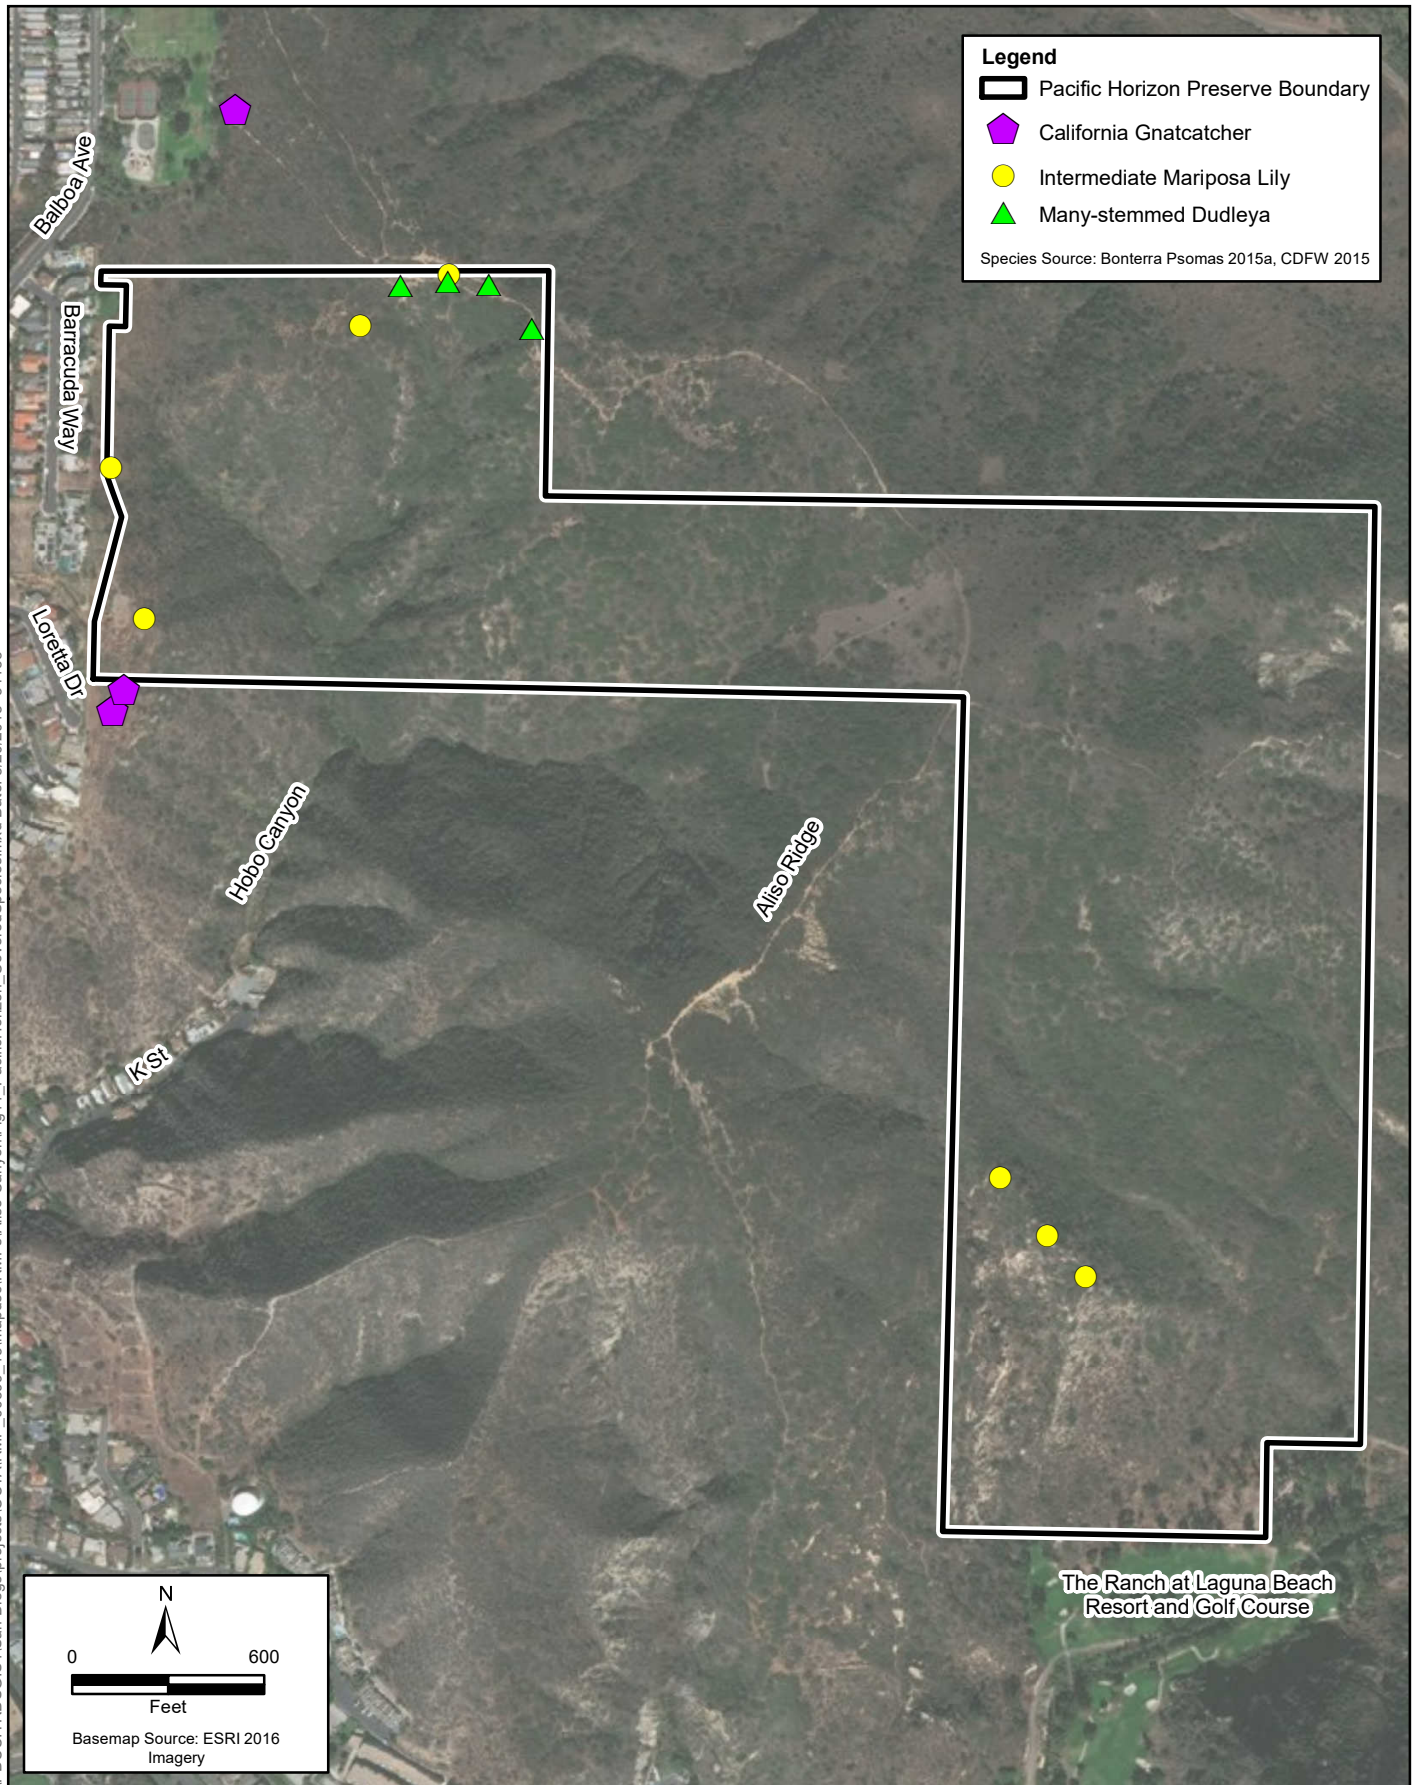 Legend
Pacific Horizon Preserve Boundary
California Gnatcatcher
Intermediate Mariposa Lily
Many-stemmed Dudleya
Species Source: Bonterra Psomas 2015a, CDFW 2015
Balboa Ave
Barracuda Way
Loretta Dr
Hobo Canyon
Aliso Ridge
K St
The Ranch at Laguna Beach
Resort and Golf Course
N
0 600
Feet
Basemap Source: ESRI 2016
Imagery